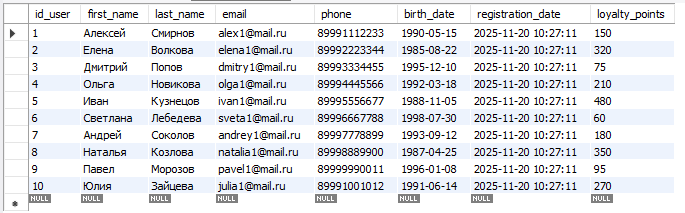 id_user first_name last_name email phone birth_date registration_date loyalty_points
1 Алексей Смирнов alex1@mail.ru 89991112233 1990-05-15 2025-11-20 10:27:11 150
2 Елена Волкова elena1@mail.ru 89992223344 1985-08-22 2025-11-20 10:27:11 320
3 Дмитрий Попов dmitry1@mail.ru 89993334455 1995-12-10 2025-11-20 10:27:11 75
4 Ольга Новикова olga1@mail.ru 89994445566 1992-03-18 2025-11-20 10:27:11 210
5 Иван Кузнецов ivan1@mail.ru 89995556677 1988-11-05 2025-11-20 10:27:11 480
6 Светлана Лебедева sveta1@mail.ru 89996667788 1998-07-30 2025-11-20 10:27:11 60
7 Андрей Соколов andrey1@mail.ru 89997778899 1993-09-12 2025-11-20 10:27:11 180
8 Наталья Козлова natalia1@mail.ru 89998889900 1987-04-25 2025-11-20 10:27:11 350
9 Павел Морозов pavel1@mail.ru 89999990011 1996-01-08 2025-11-20 10:27:11 95
10 Юлия Зайцева julia1@mail.ru 89991001012 1991-06-14 2025-11-20 10:27:11 270
NULL NULL NULL NULL NULL NULL NULL NULL